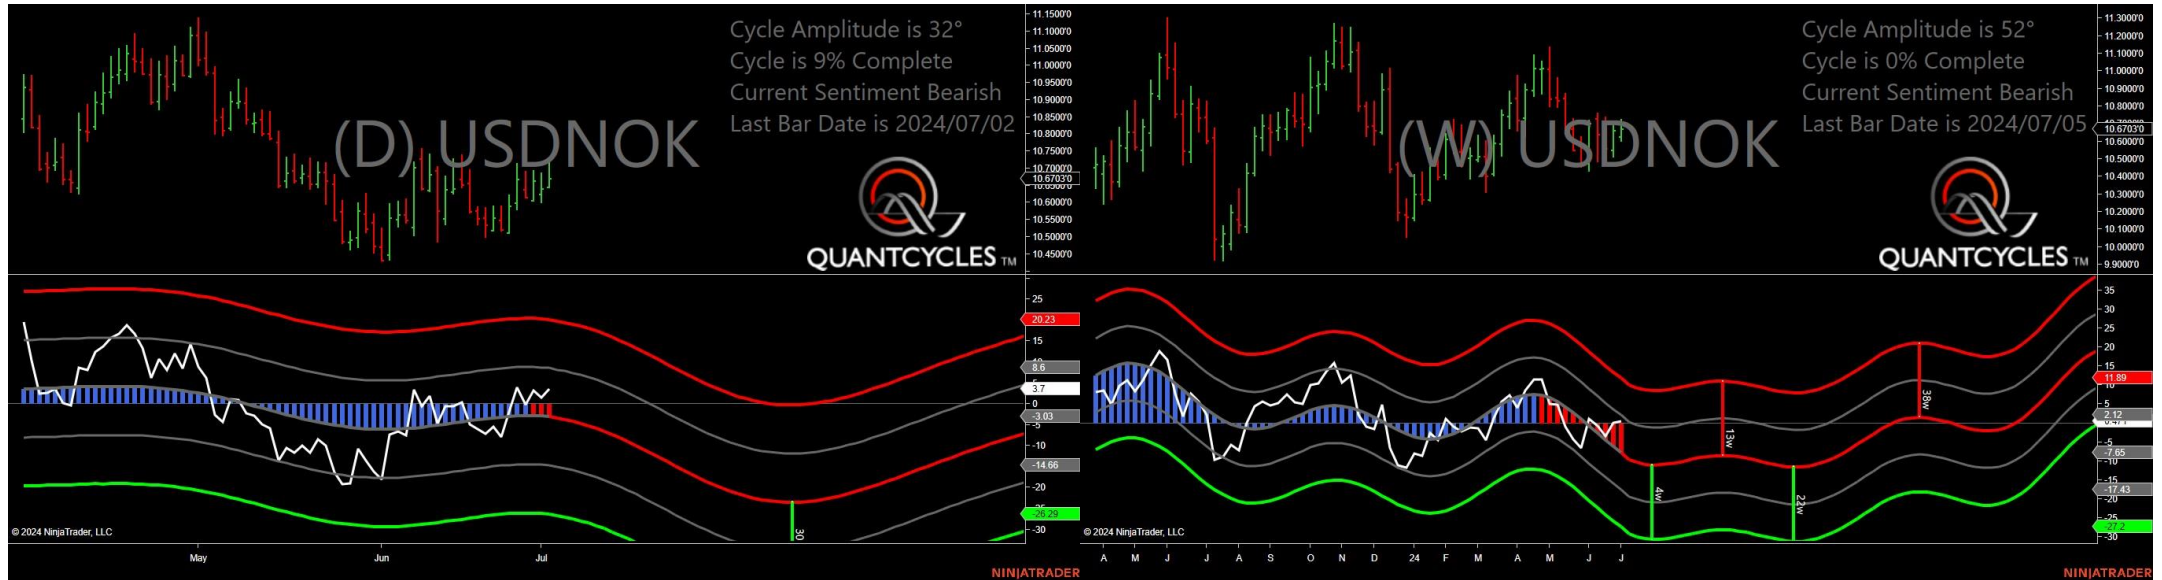 Cycle Amplitude is 32°
Cycle is 9% Complete
Current Sentiment Bearish
Last Bar Date is 2024/07/02
(D) USDNOK
QUANTCYCLES TM
11.1500'0
11.1000'0
11.0500'0
11.0000'0
10.9500'0
10.9000'0
10.8500'0
10.8000'0
10.7500'0
10.7000'0
10.6703'0
10.6500'0
10.6000'0
10.5500'0
10.5000'0
10.4500'0
25
20.23
15
8.6
3.7
0
-3.03
-5
-10
-14.66
-20
-26.29
-30
30
© 2024 NinjaTrader, LLC
May Jun Jul
NINJATRADER
Cycle Amplitude is 52°
Cycle is 0% Complete
Current Sentiment Bearish
Last Bar Date is 2024/07/05
(W) USDNOK
QUANTCYCLES TM
11.3000'0
11.2000'0
11.1000'0
11.0000'0
10.9000'0
10.8000'0
10.6703'0
10.6000'0
10.5000'0
10.4000'0
10.3000'0
10.2000'0
10.1000'0
10.0000'0
9.9000'0
35
30
25
20
15
11.89
5
2.12
-5
-7.65
-10
-17.43
-20
-25
-27.2
-30
4w
13w
22w
38w
© 2024 NinjaTrader, LLC
A M J J A S O N D 24 F M A M J J
NINJATRADER